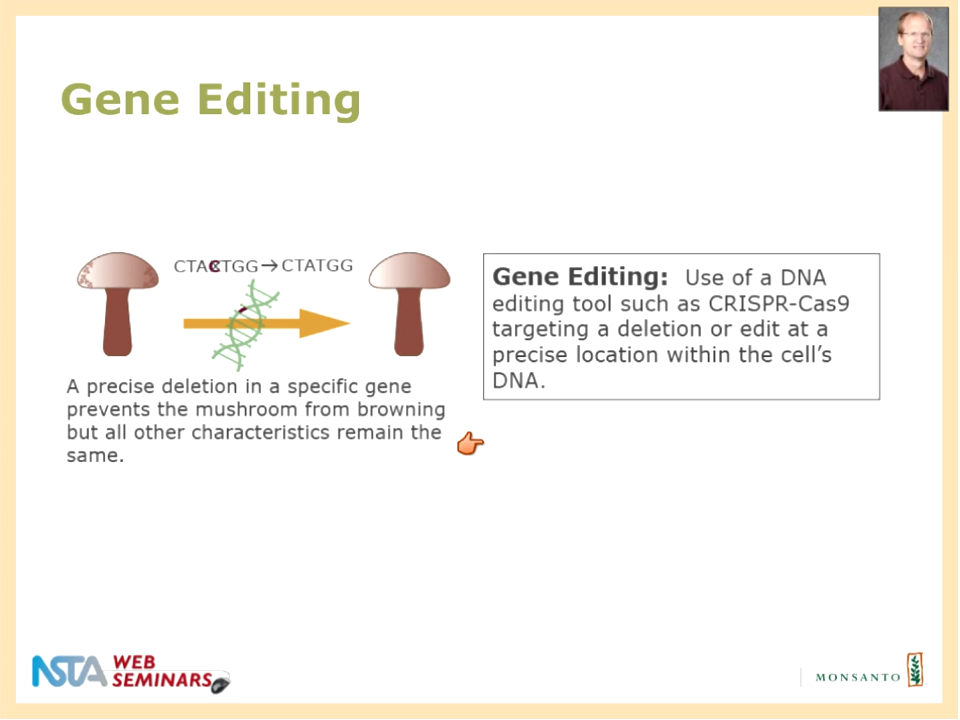 Gene Editing
CTACTGG→CTATGG
A precise deletion in a specific gene
prevents the mushroom from browning
but all other characteristics remain the
same.
Gene Editing: Use of a DNA
editing tool such as CRISPR-Cas9
targeting a deletion or edit at a
precise location within the cell’s
DNA.
NSTA WEB
SEMINARS
MONSANTO